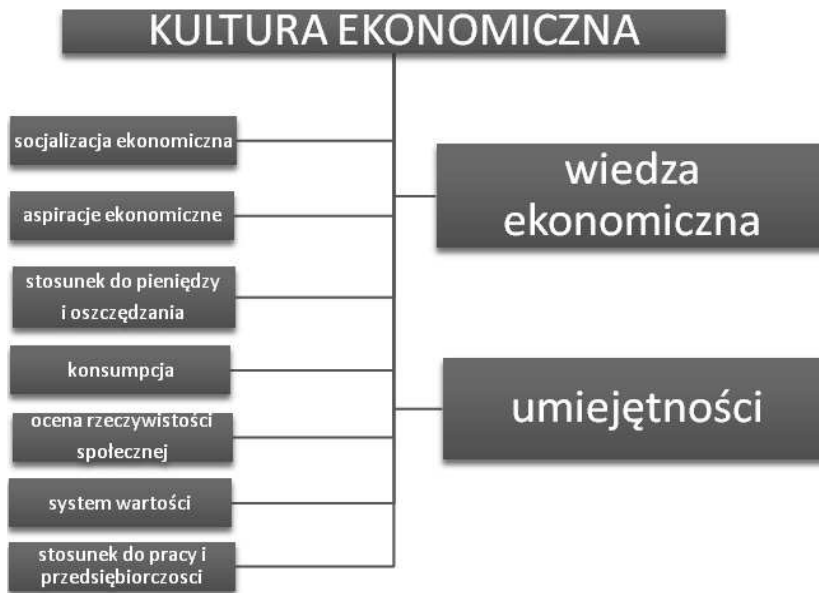 KULTURA EKONOMICZNA
socjalizacja ekonomiczna
aspiracje ekonomiczne
stosunek do pieniędzy
i oszczędzania
konsumpcja
ocena rzeczywistości
społecznej
system wartości
stosunek do pracy i
przedsiębiorczosci
wiedza
ekonomiczna
umiejętności